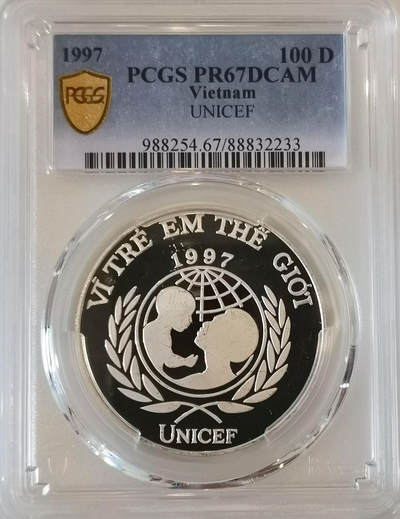 1997 100 D
PCGS PR67DCAM
Vietnam
UNICEF
PCGS
988254.67/88832233
VÌ TRẺ EM THẾ GIỚI
1997
UNICEF